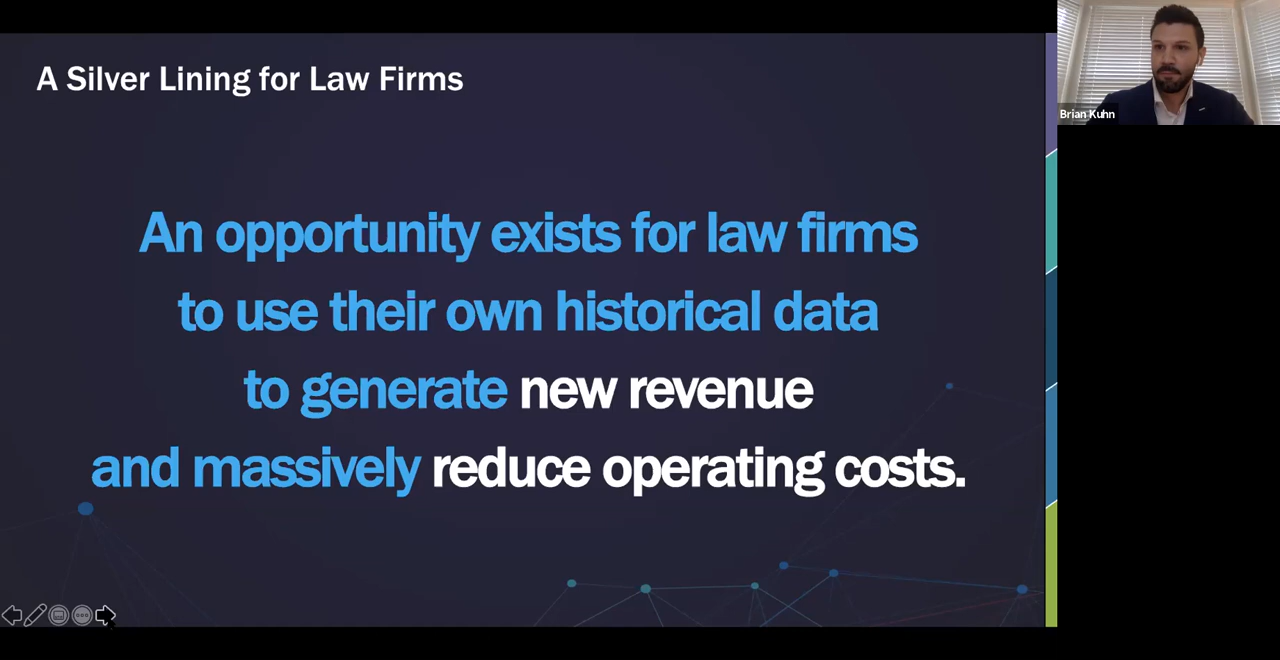 A Silver Lining for Law Firms
An opportunity exists for law firms
to use their own historical data
to generate new revenue
and massively reduce operating costs.
Brian Kuhn